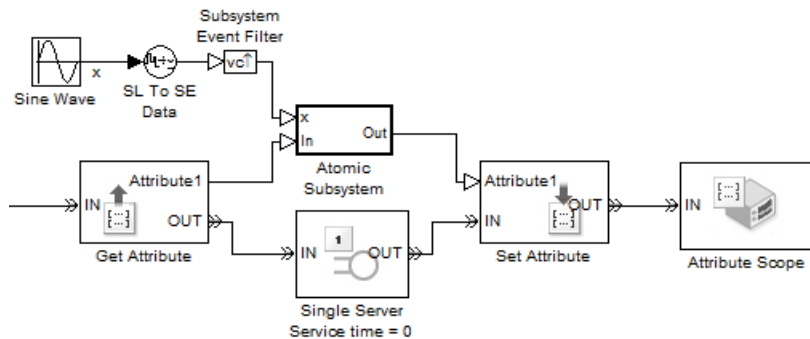 Subsystem
Event Filter
vc↑
x
Sine Wave
SL To SE
Data
x
In
Out
Atomic
Subsystem
Attribute1
IN
[...]
OUT
Get Attribute
IN
1
OUT
Single Server
Service time = 0
Attribute1
IN
[...]
OUT
Set Attribute
IN
[...]
Attribute Scope